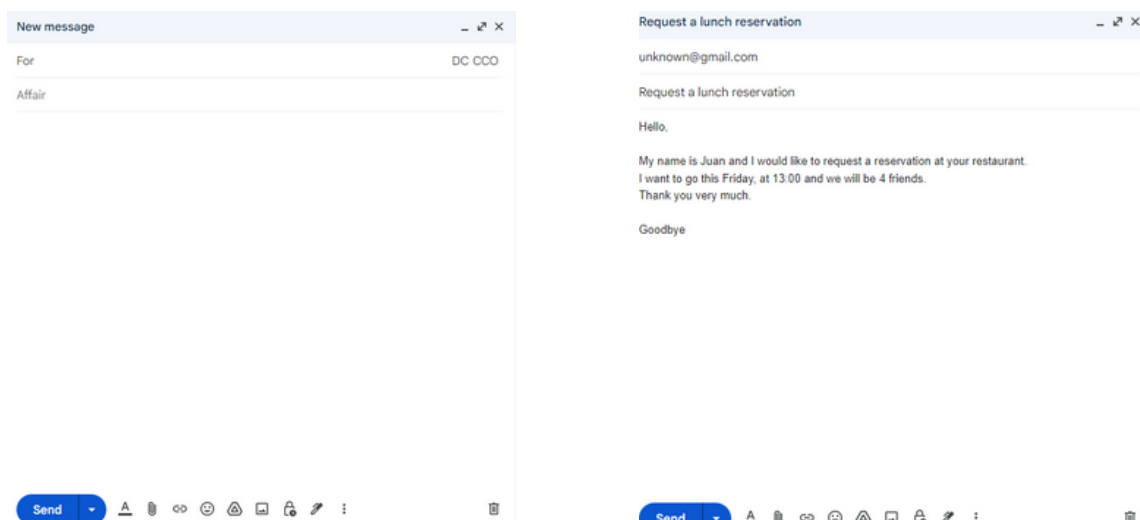 New message
For DC CCO
Affair
Send
Request a lunch reservation
unknown@gmail.com
Request a lunch reservation
Hello,
My name is Juan and I would like to request a reservation at your restaurant.
I want to go this Friday, at 13:00 and we will be 4 friends.
Thank you very much.
Goodbye
Send